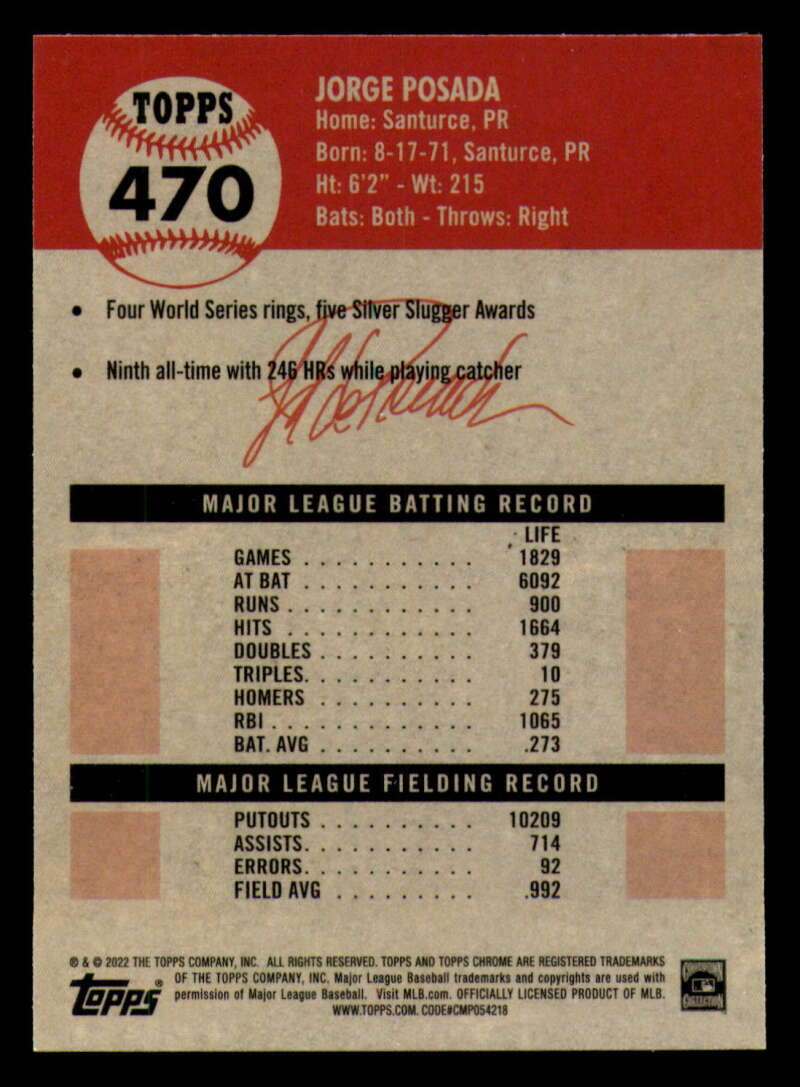 TOPPS
470
JORGE POSADA
Home: Santurce, PR
Born: 8-17-71, Santurce, PR
Ht: 6'2" - Wt: 215
Bats: Both - Throws: Right
• Four World Series rings, five Silver Slugger Awards
• Ninth all-time with 246 HRs while playing catcher
MAJOR LEAGUE BATTING RECORD
LIFE
GAMES . . . . . . . . . . . 1829
AT BAT . . . . . . . . . . . 6092
RUNS . . . . . . . . . . . . 900
HITS . . . . . . . . . . . . 1664
DOUBLES . . . . . . . . . . 379
TRIPLES. . . . . . . . . . . 10
HOMERS . . . . . . . . . . 275
RBI . . . . . . . . . . . . . 1065
BAT. AVG . . . . . . . . . . .273
MAJOR LEAGUE FIELDING RECORD
PUTOUTS . . . . . . . . . . 10209
ASSISTS. . . . . . . . . . . 714
ERRORS. . . . . . . . . . . 92
FIELD AVG . . . . . . . . . .992
® & © 2022 THE TOPPS COMPANY, INC. ALL RIGHTS RESERVED. TOPPS AND TOPPS CHROME ARE REGISTERED TRADEMARKS
OF THE TOPPS COMPANY, INC. Major League Baseball trademarks and copyrights are used with
permission of Major League Baseball. Visit MLB.com. OFFICIALLY LICENSED PRODUCT OF MLB.
WWW.TOPPS.COM. CODE#CMP054218
topps®